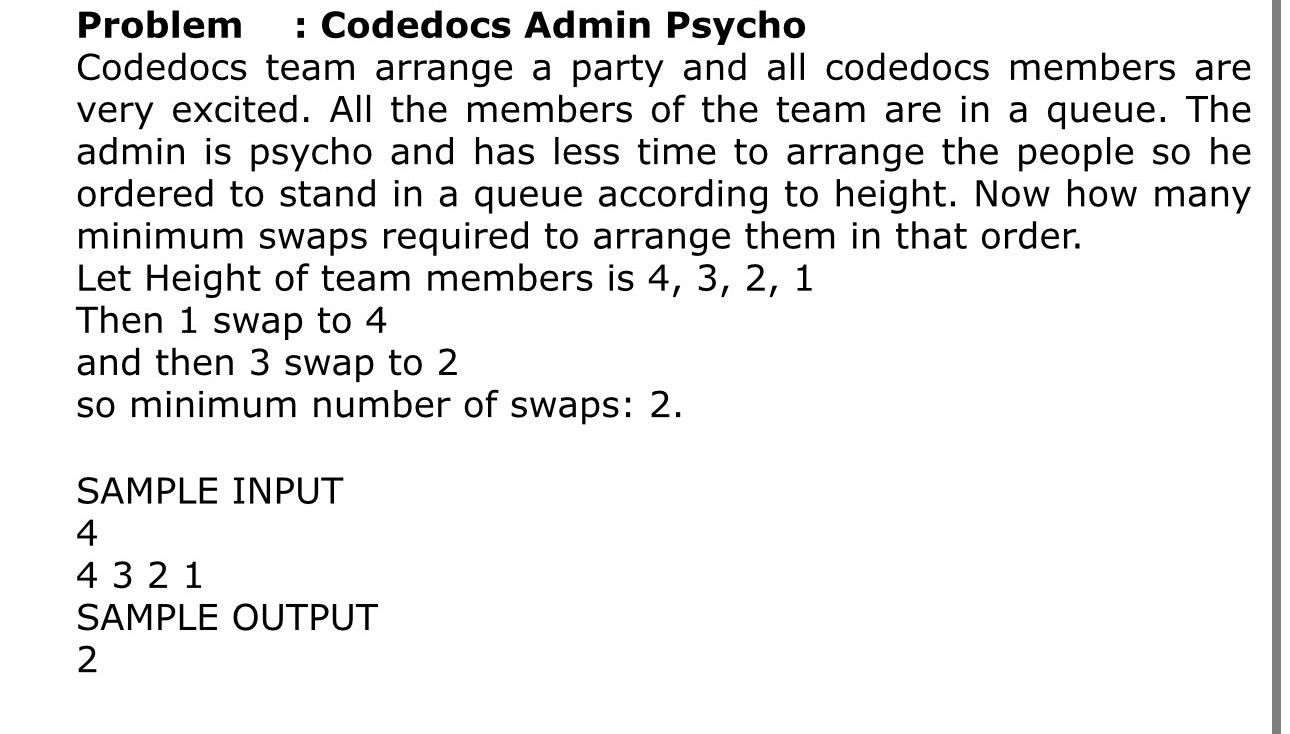 Problem : Codedocs Admin Psycho
Codedocs team arrange a party and all codedocs members are
very excited. All the members of the team are in a queue. The
admin is psycho and has less time to arrange the people so he
ordered to stand in a queue according to height. Now how many
minimum swaps required to arrange them in that order.
Let Height of team members is 4, 3, 2, 1
Then 1 swap to 4
and then 3 swap to 2
so minimum number of swaps: 2.
SAMPLE INPUT
4
4 3 2 1
SAMPLE OUTPUT
2